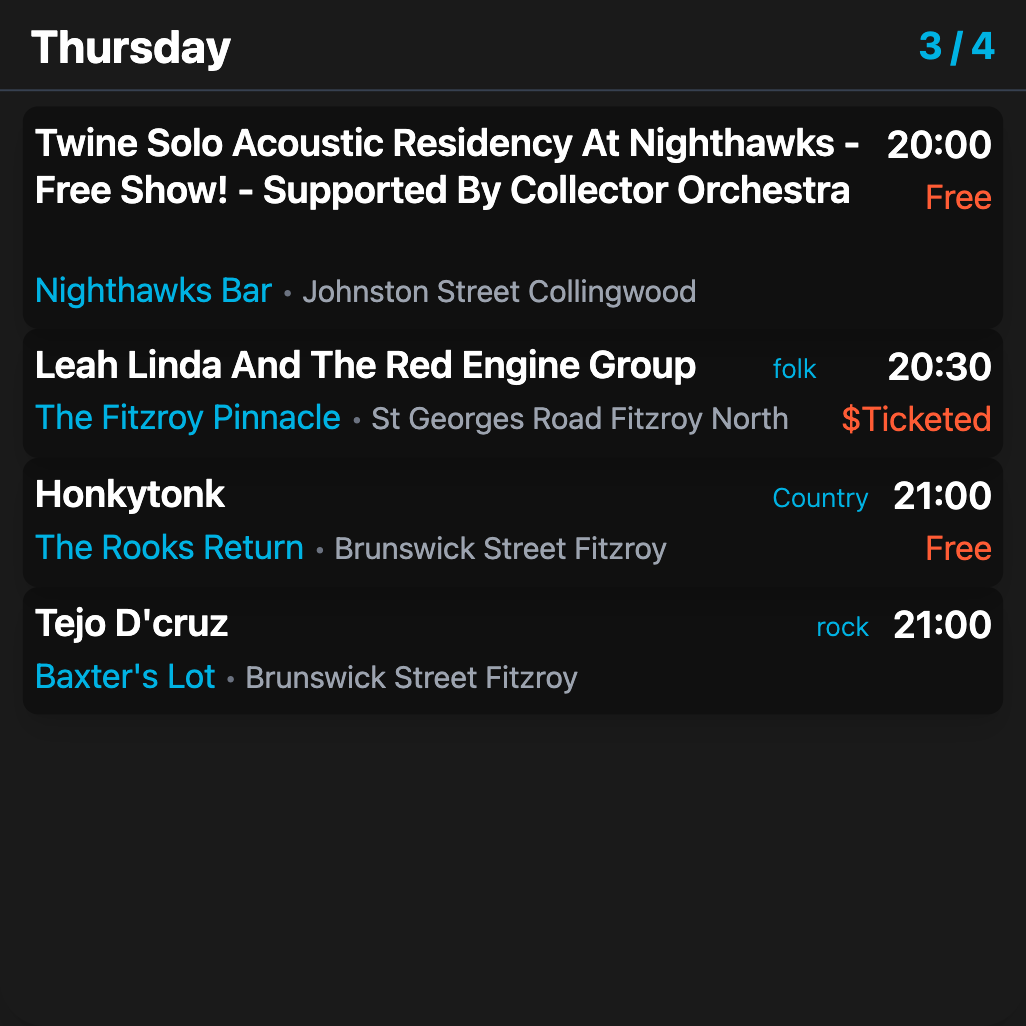 Thursday
3 / 4
Twine Solo Acoustic Residency At Nighthawks -
Free Show! - Supported By Collector Orchestra
20:00
Free
Nighthawks Bar • Johnston Street Collingwood
Leah Linda And The Red Engine Group
folk
20:30
The Fitzroy Pinnacle • St Georges Road Fitzroy North
$Ticketed
Honkytonk
Country
21:00
The Rooks Return • Brunswick Street Fitzroy
Free
Tejo D'cruz
rock
21:00
Baxter's Lot • Brunswick Street Fitzroy